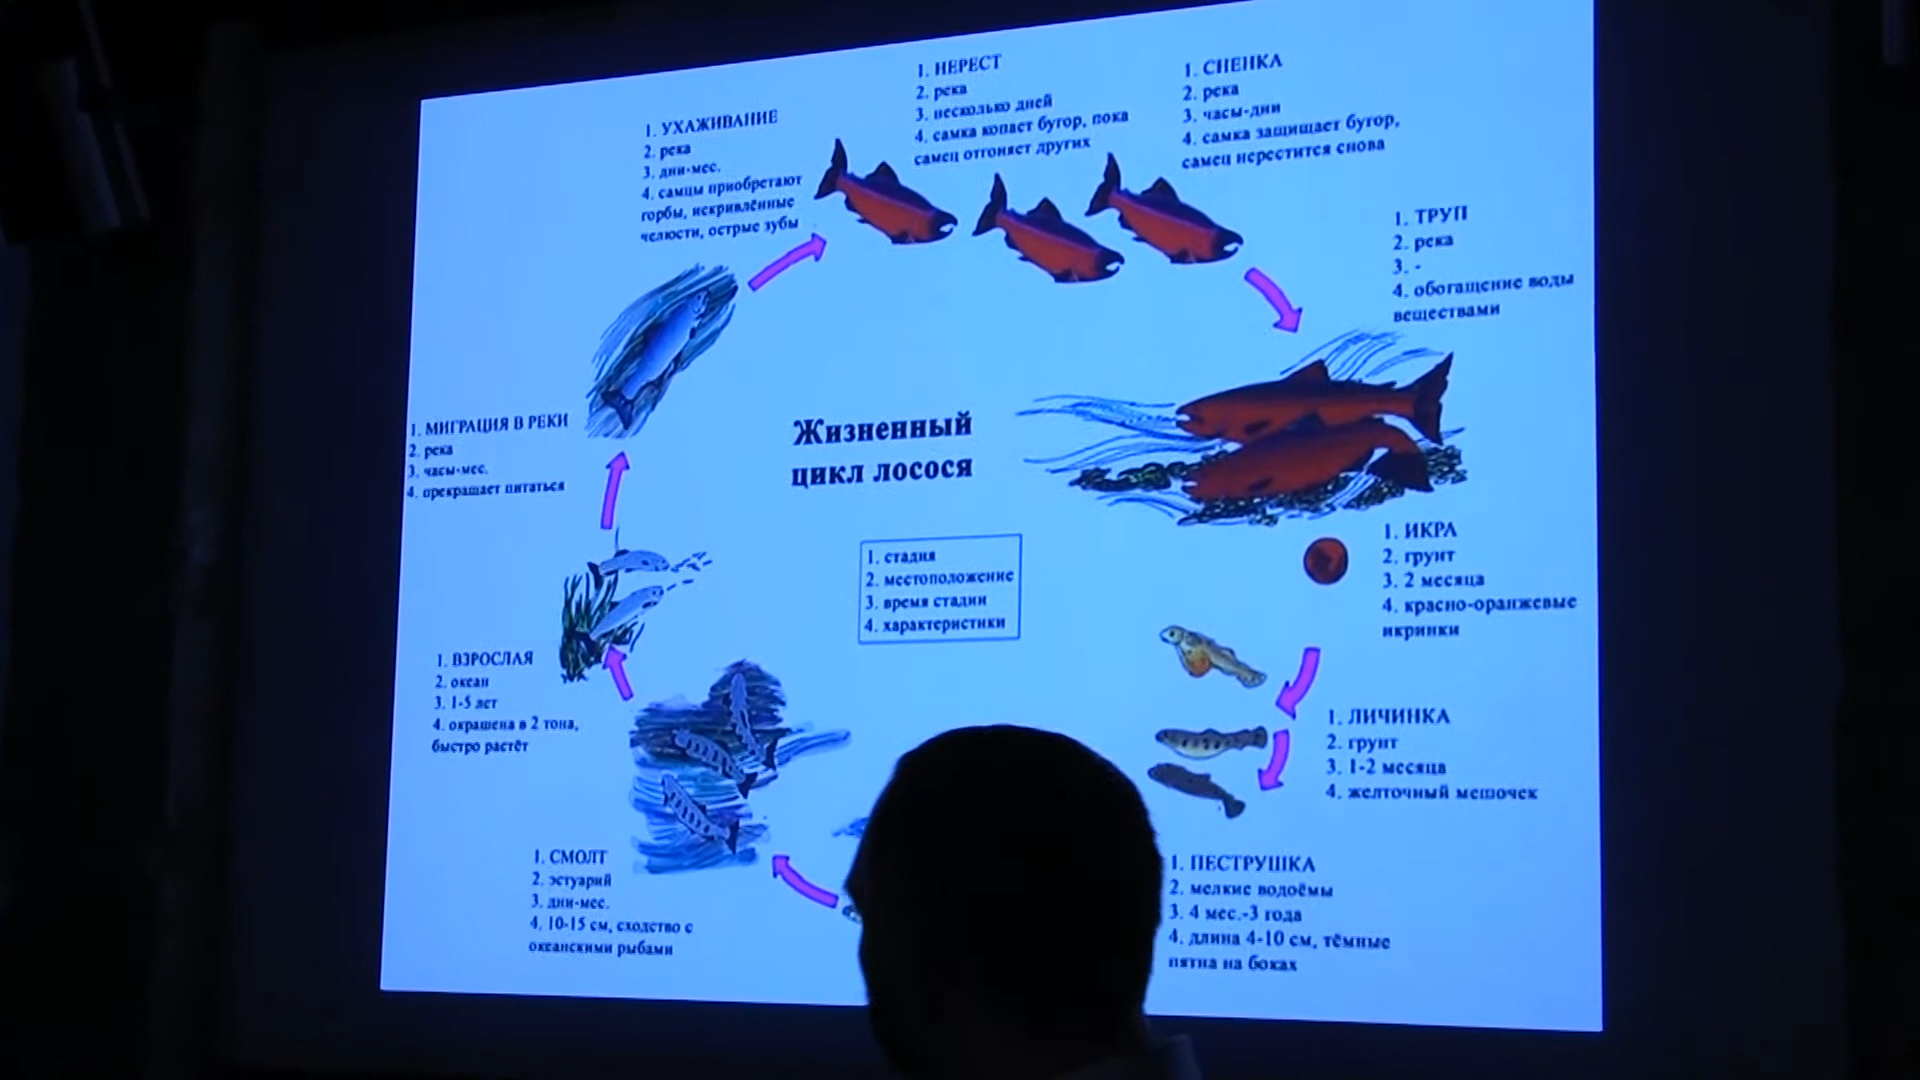 Жизненный
цикл лосося
1. стадия
2. местоположение
3. время стадии
4. характеристики
1. УХАЖИВАНИЕ
2. река
3. дни-мес.
4. самцы приобретают
горбы, искривлённые
челюсти, острые зубы
1. НЕРЕСТ
2. река
3. несколько дней
4. самка копает бугор, пока
самец отгоняет других
1. СНЕНКА
2. река
3. часы-дни
4. самка защищает бугор,
самец нерестится снова
1. ТРУП
2. река
3. -
4. обогащение воды
веществами
1. ИКРА
2. грунт
3. 2 месяца
4. красно-оранжевые
икринки
1. ЛИЧИНКА
2. грунт
3. 1-2 месяца
4. желточный мешочек
1. ПЕСТРУШКА
2. мелкие водоёмы
3. 4 мес.-3 года
4. длина 4-10 см, тёмные
пятна на боках
1. СМОЛТ
2. эстуарий
3. дни-мес.
4. 10-15 см, сходство с
океанскими рыбами
1. ВЗРОСЛАЯ
2. океан
3. 1-5 лет
4. окрашена в 2 тона,
быстро растёт
1. МИГРАЦИЯ В РЕКИ
2. река
3. часы-мес.
4. прекращает питаться